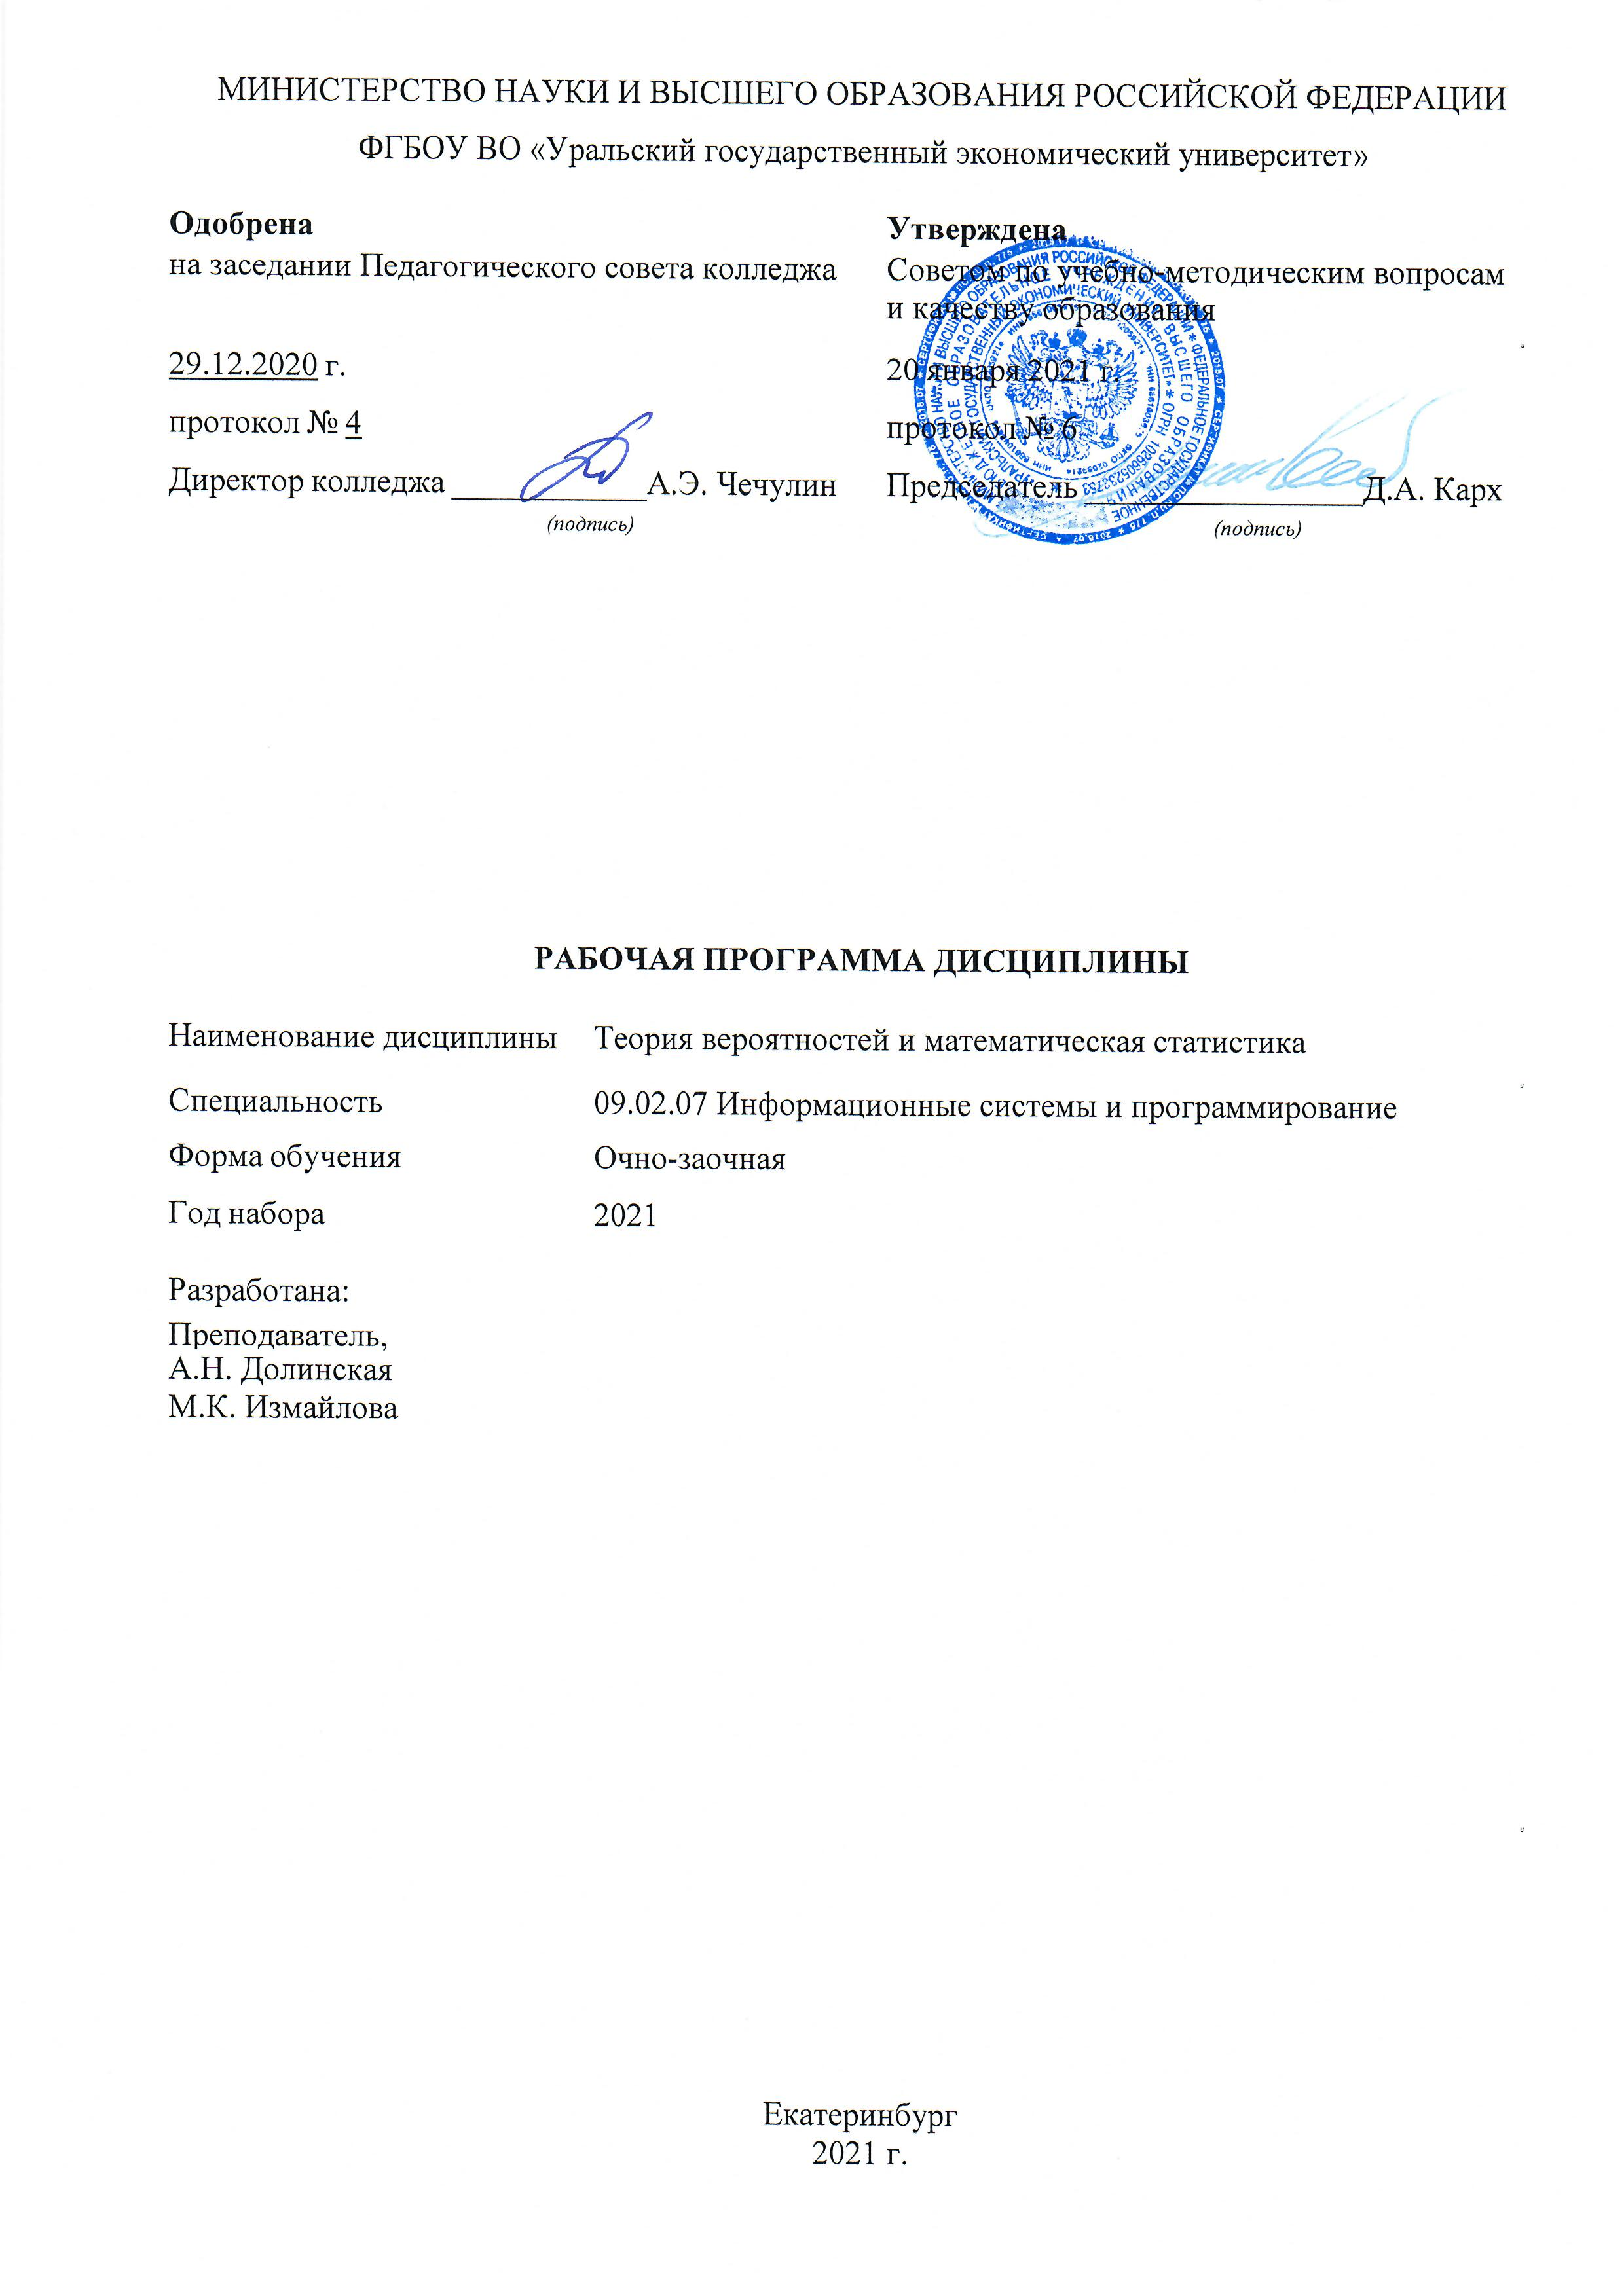 МИНИСТЕРСТВО НАУКИ И ВЫСШЕГО ОБРАЗОВАНИЯ РОССИЙСКОЙ ФЕДЕРАЦИИ
ФГБОУ ВО «Уральский государственный экономический университет»
Одобрена
на заседании Педагогического совета колледжа
29.12.2020 г.
протокол № 4
Директор колледжа ____________А.Э. Чечулин
(подпись)
Утверждена
Советом по учебно-методическим вопросам
и качеству образования
20 января 2021 г.
протокол № 6
Председатель _________________Д.А. Карх
(подпись)
РАБОЧАЯ ПРОГРАММА ДИСЦИПЛИНЫ
Наименование дисциплины Теория вероятностей и математическая статистика
Специальность 09.02.07 Информационные системы и программирование
Форма обучения Очно-заочная
Год набора 2021
Разработана:
Преподаватель,
А.Н. Долинская
М.К. Измайлова
Екатеринбург
2021 г.